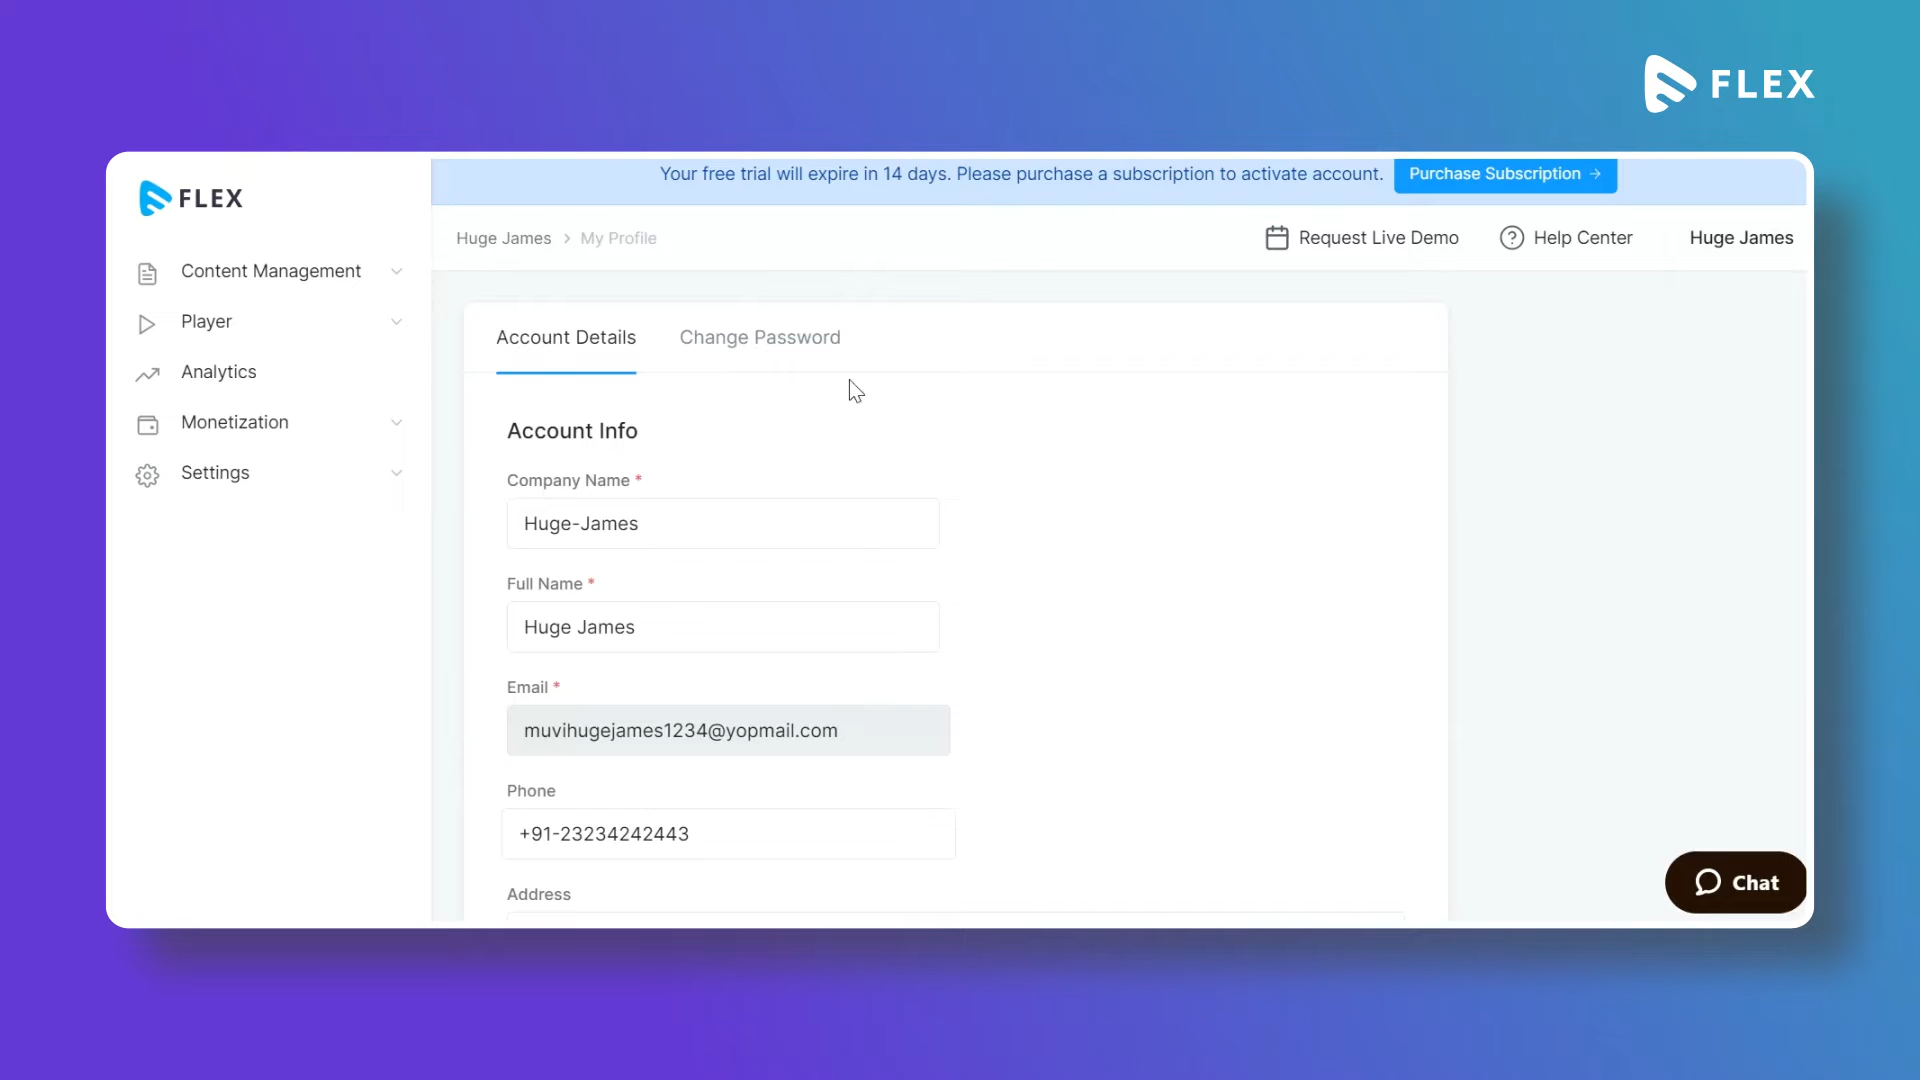 FLEX
FLEX
Your free trial will expire in 14 days. Please purchase a subscription to activate account. Purchase Subscription →
Huge James > My Profile
Request Live Demo
Help Center
Huge James
Content Management
Player
Analytics
Monetization
Settings
Account Details
Change Password
Account Info
Company Name *
Huge-James
Full Name *
Huge James
Email *
muvihugejames1234@yopmail.com
Phone
+91-23234242443
Address
Chat